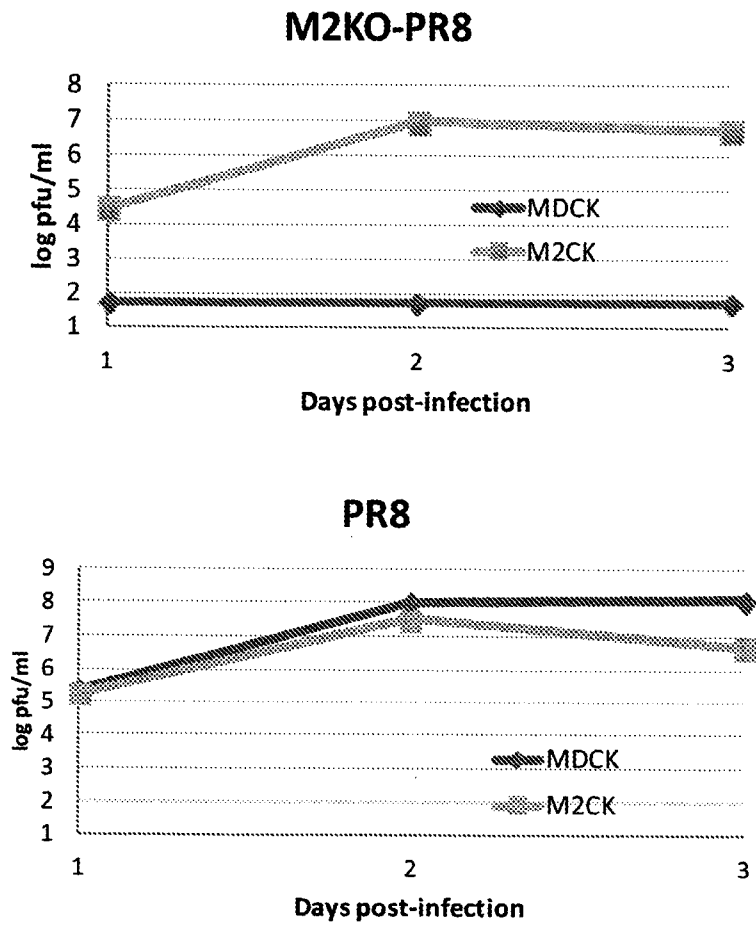 M2KO-PR8
8
7
6
5
4
3
2
1
log pfu/ml
MDCK
M2CK
1 2 3
Days post-infection
PR8
9
8
7
6
5
4
3
2
1
log pfu/ml
MDCK
M2CK
1 2 3
Days post-infection